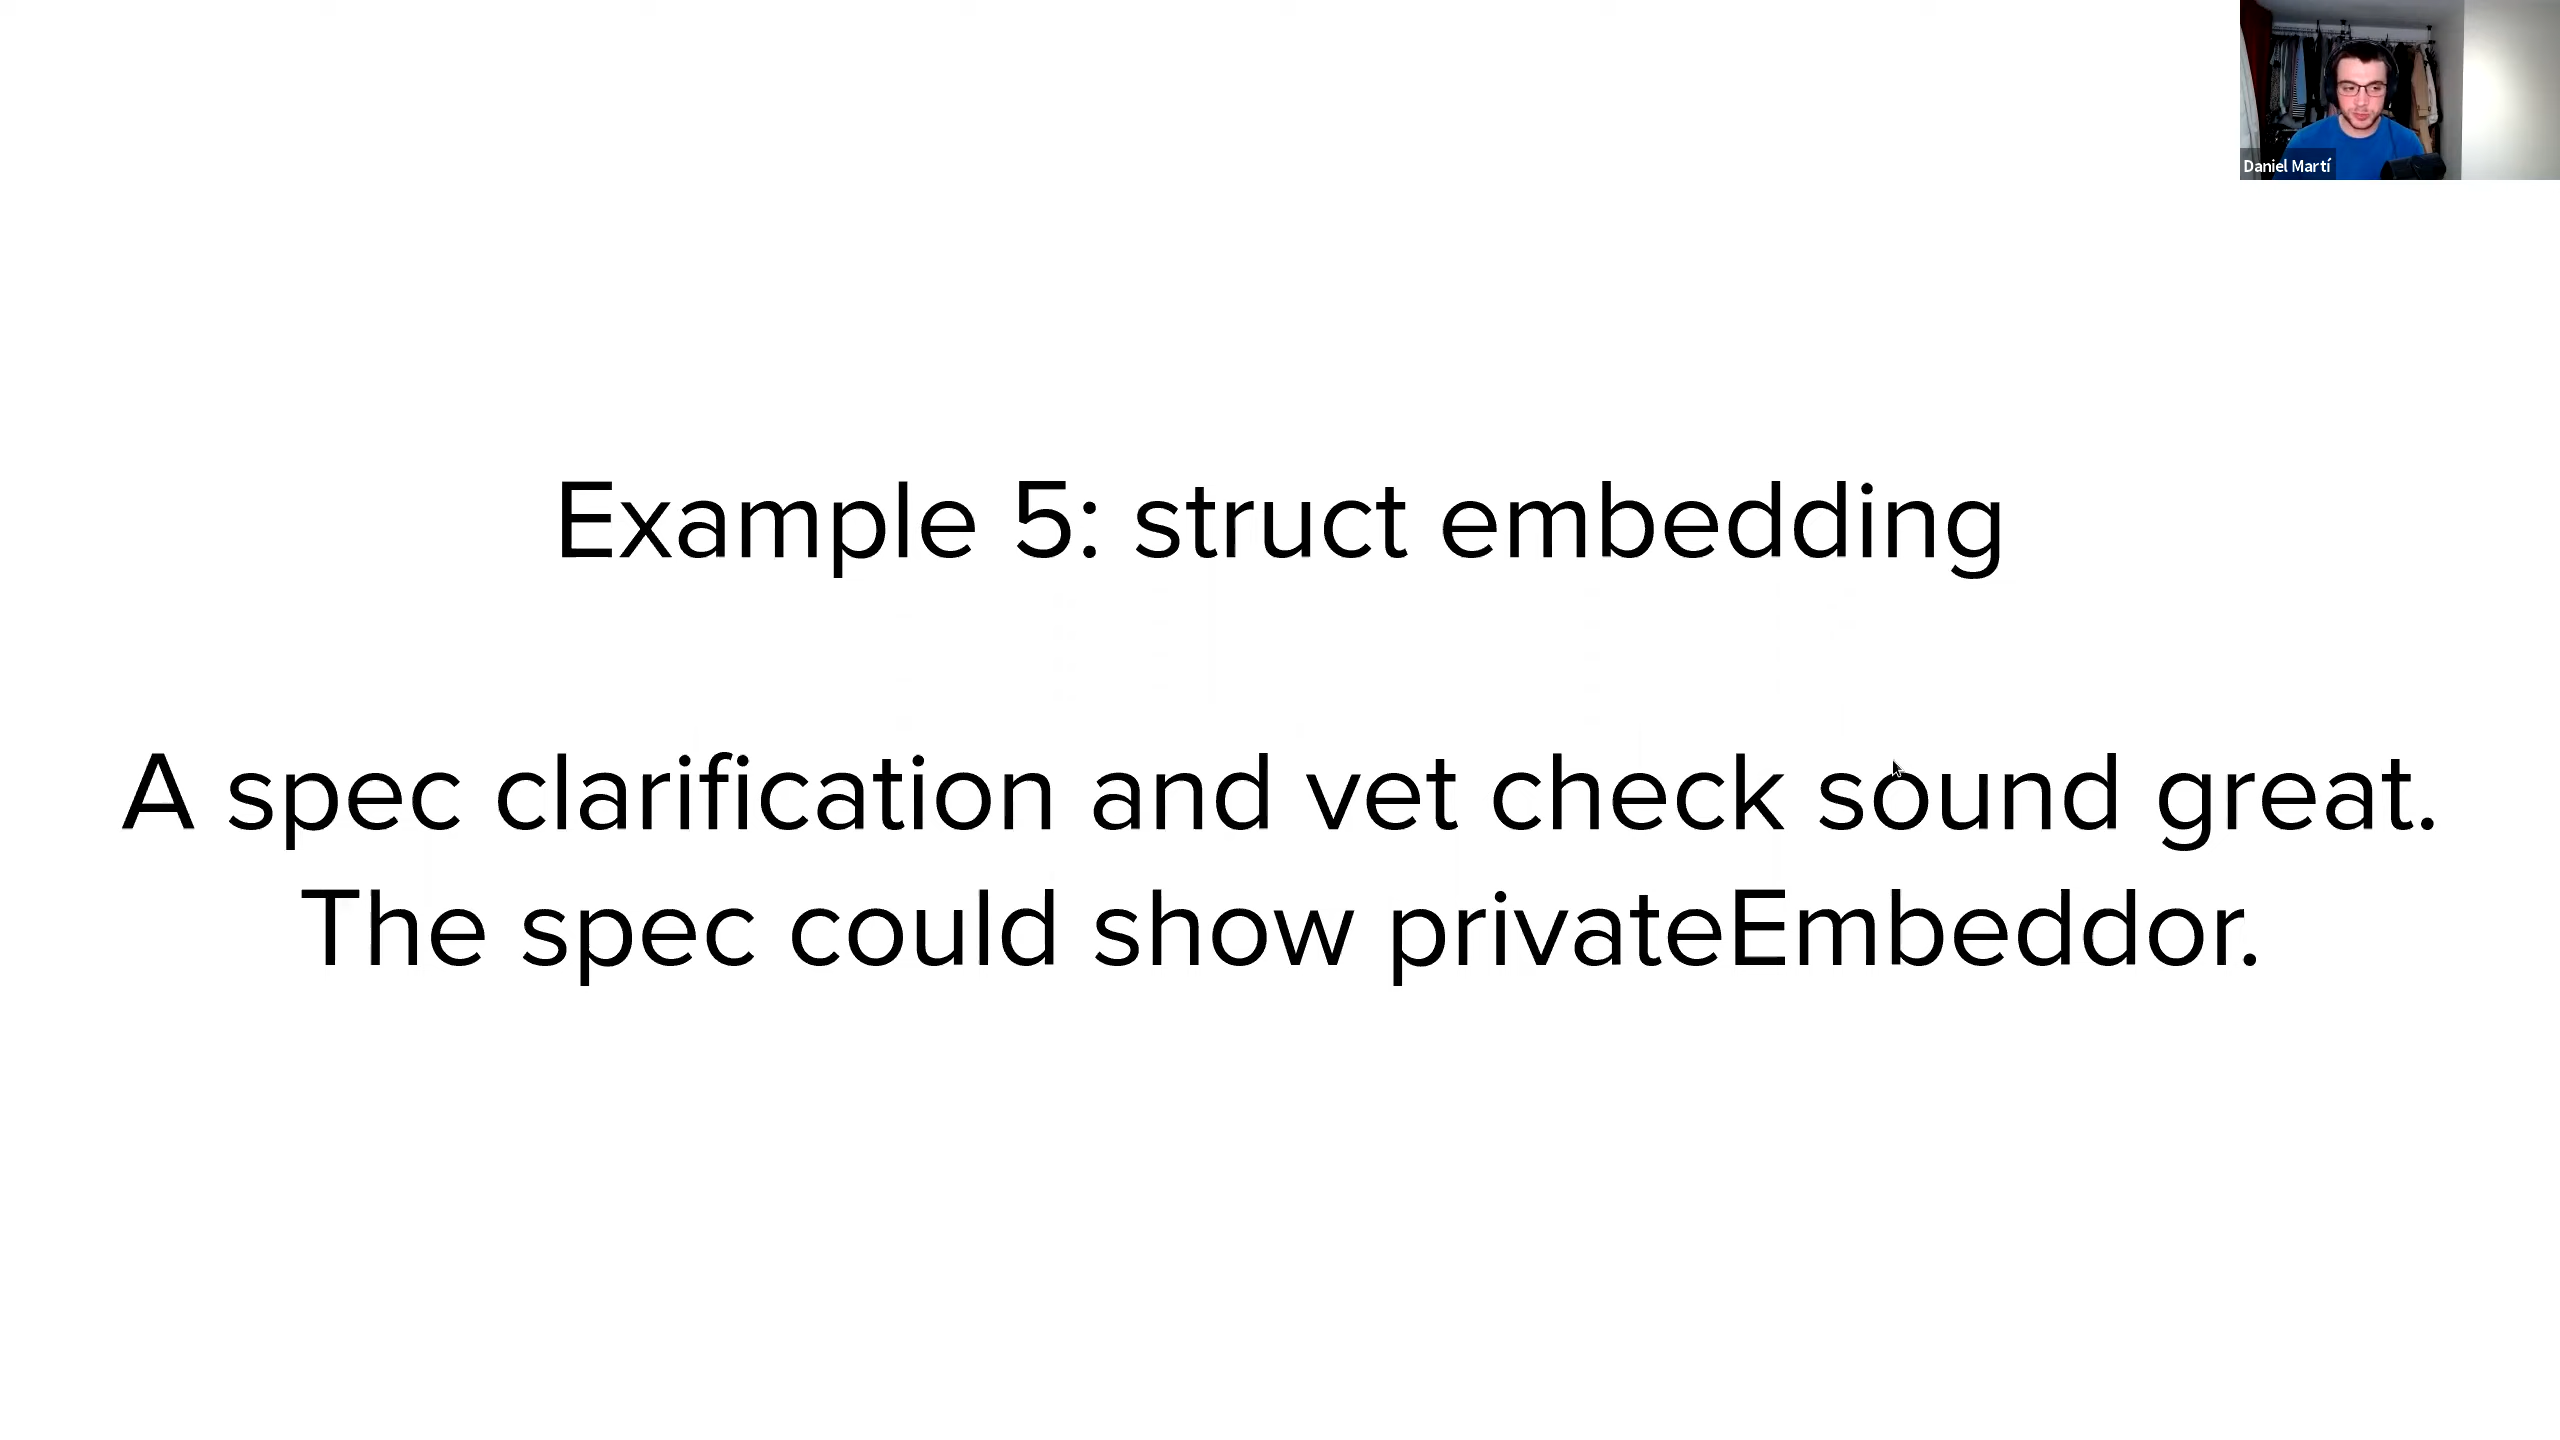 Daniel Martí
Example 5: struct embedding
A spec clarification and vet check sound great.
The spec could show privateEmbeddor.